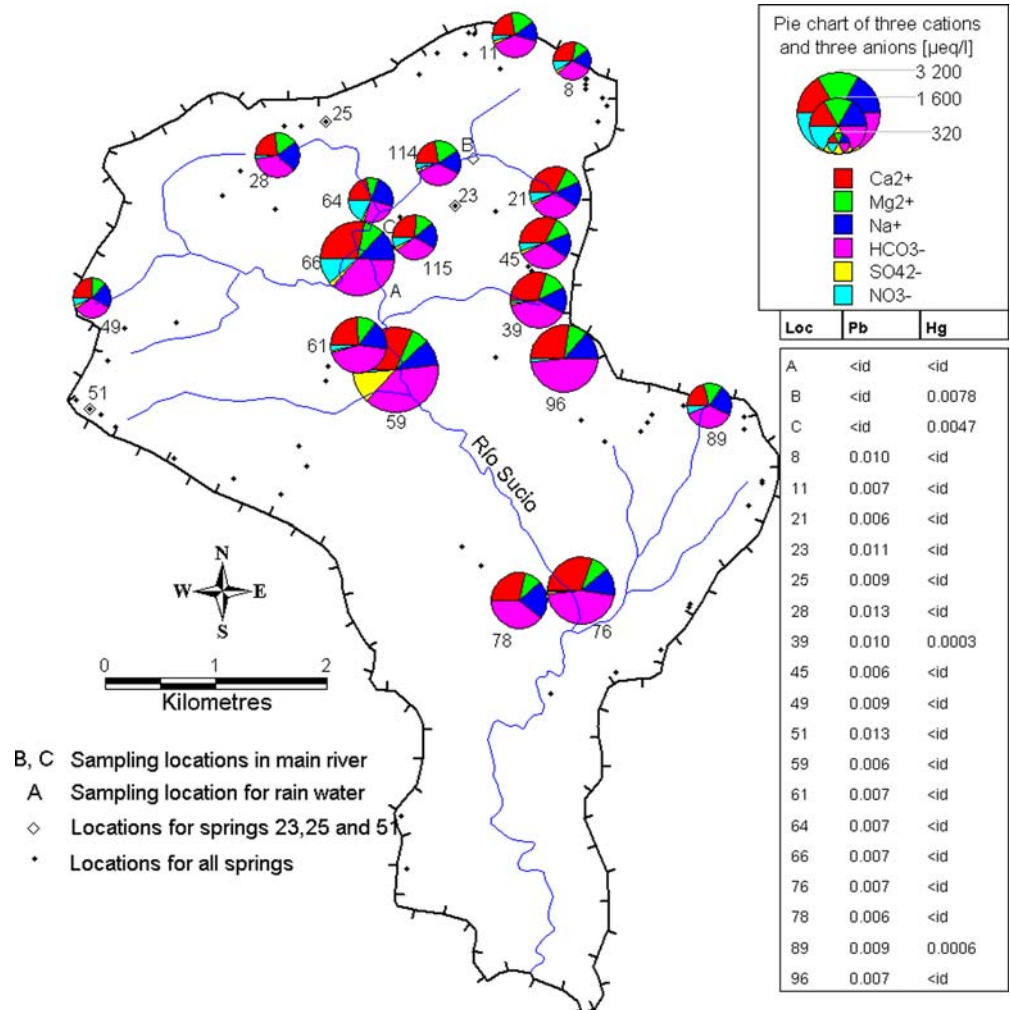 11
8
25
28
114
B
64
23
21
C
66
115
45
A
49
39
61
51
59
96
89
Río Sucio
N
W E
S
78
76
0 1 2
Kilometres
B, C Sampling locations in main river
A Sampling location for rain water
Locations for springs 23,25 and 51
Locations for all springs
Pie chart of three cations
and three anions [µeq/l]
3 200
1 600
320
Ca2+
Mg2+
Na+
HCO3-
SO42-
NO3-
Loc Pb Hg
A <id <id
B <id 0.0078
C <id 0.0047
8 0.010 <id
11 0.007 <id
21 0.006 <id
23 0.011 <id
25 0.009 <id
28 0.013 <id
39 0.010 0.0003
45 0.006 <id
49 0.009 <id
51 0.013 <id
59 0.006 <id
61 0.007 <id
64 0.007 <id
66 0.007 <id
76 0.007 <id
78 0.006 <id
89 0.009 0.0006
96 0.007 <id